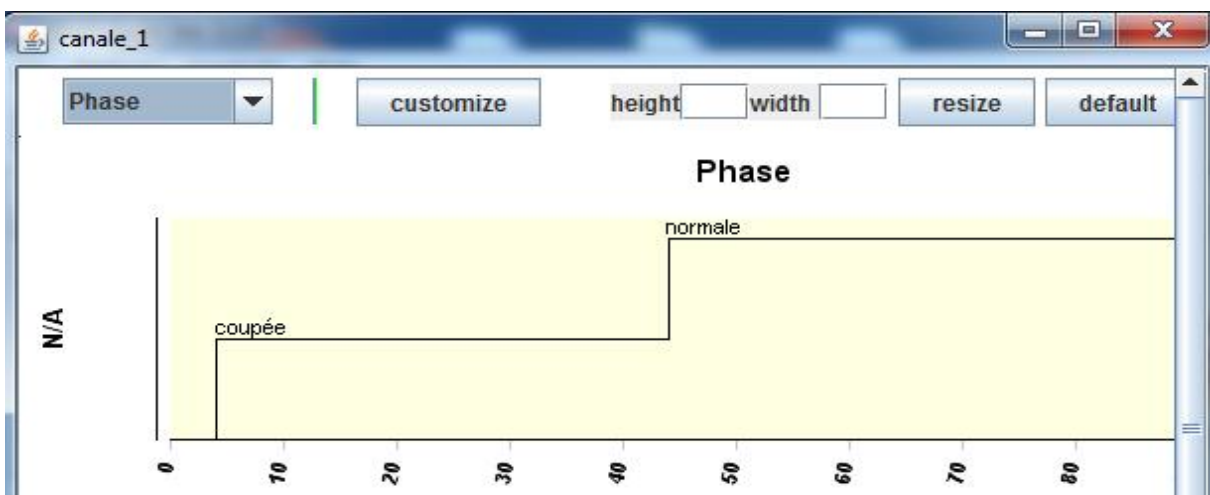 canale_1
Phase customize height width resize default
Phase
normale
coupée
N/A
0 10 20 30 40 50 60 70 80